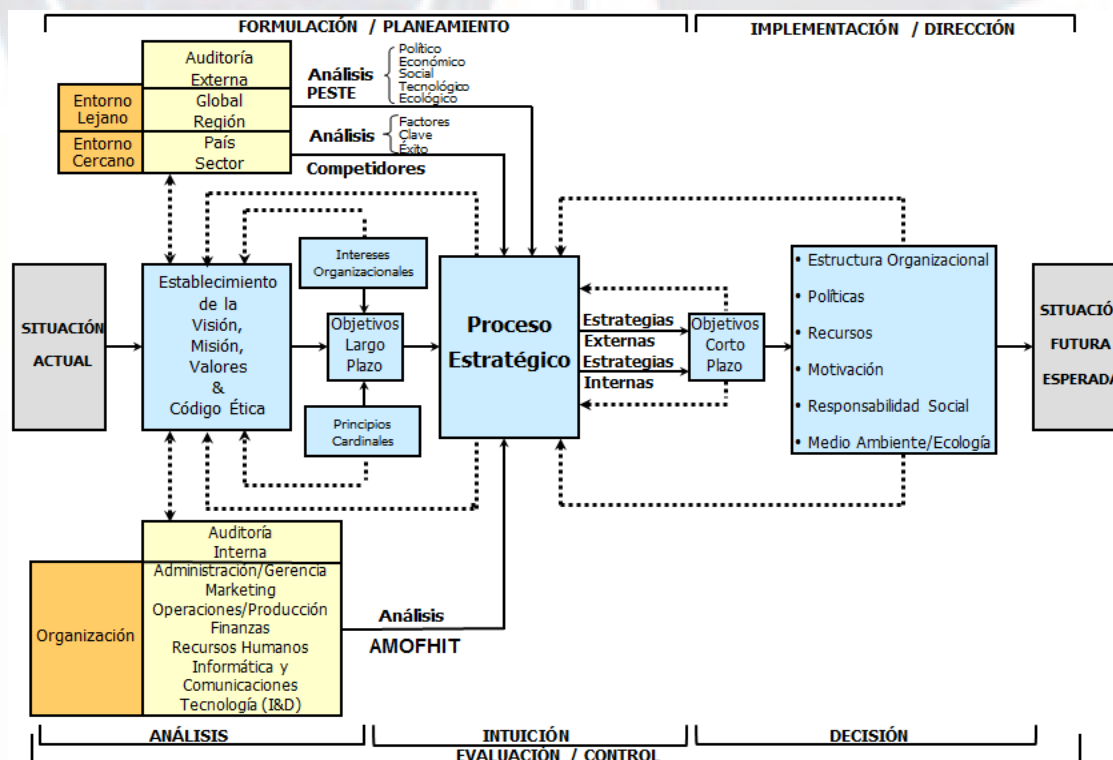 FORMULACIÓN / PLANEAMIENTO
IMPLEMENTACIÓN / DIRECCIÓN
Auditoría
Externa
Entorno
Lejano
Global
Región
Entorno
Cercano
País
Sector
Análisis
PESTE
Político
Económico
Social
Tecnológico
Ecológico
Análisis
Factores
Clave
Éxito
Competidores
SITUACIÓN
ACTUAL
Establecimiento
de la
Visión,
Misión,
Valores
&
Código Ética
Intereses
Organizacionales
Objetivos
Largo
Plazo
Principios
Cardinales
Proceso
Estratégico
Estrategias
Externas
Estrategias
Internas
Objetivos
Corto
Plazo
• Estructura Organizacional
• Políticas
• Recursos
• Motivación
• Responsabilidad Social
• Medio Ambiente/Ecología
SITUACIÓ
FUTURA
ESPERADA
Auditoría
Interna
Organización
Administración/Gerencia
Marketing
Operaciones/Producción
Finanzas
Recursos Humanos
Informática y
Comunicaciones
Tecnología (I&D)
Análisis
AMOFHIT
ANÁLISIS
INTUICIÓN
DECISIÓN
EVALUACIÓN / CONTROL